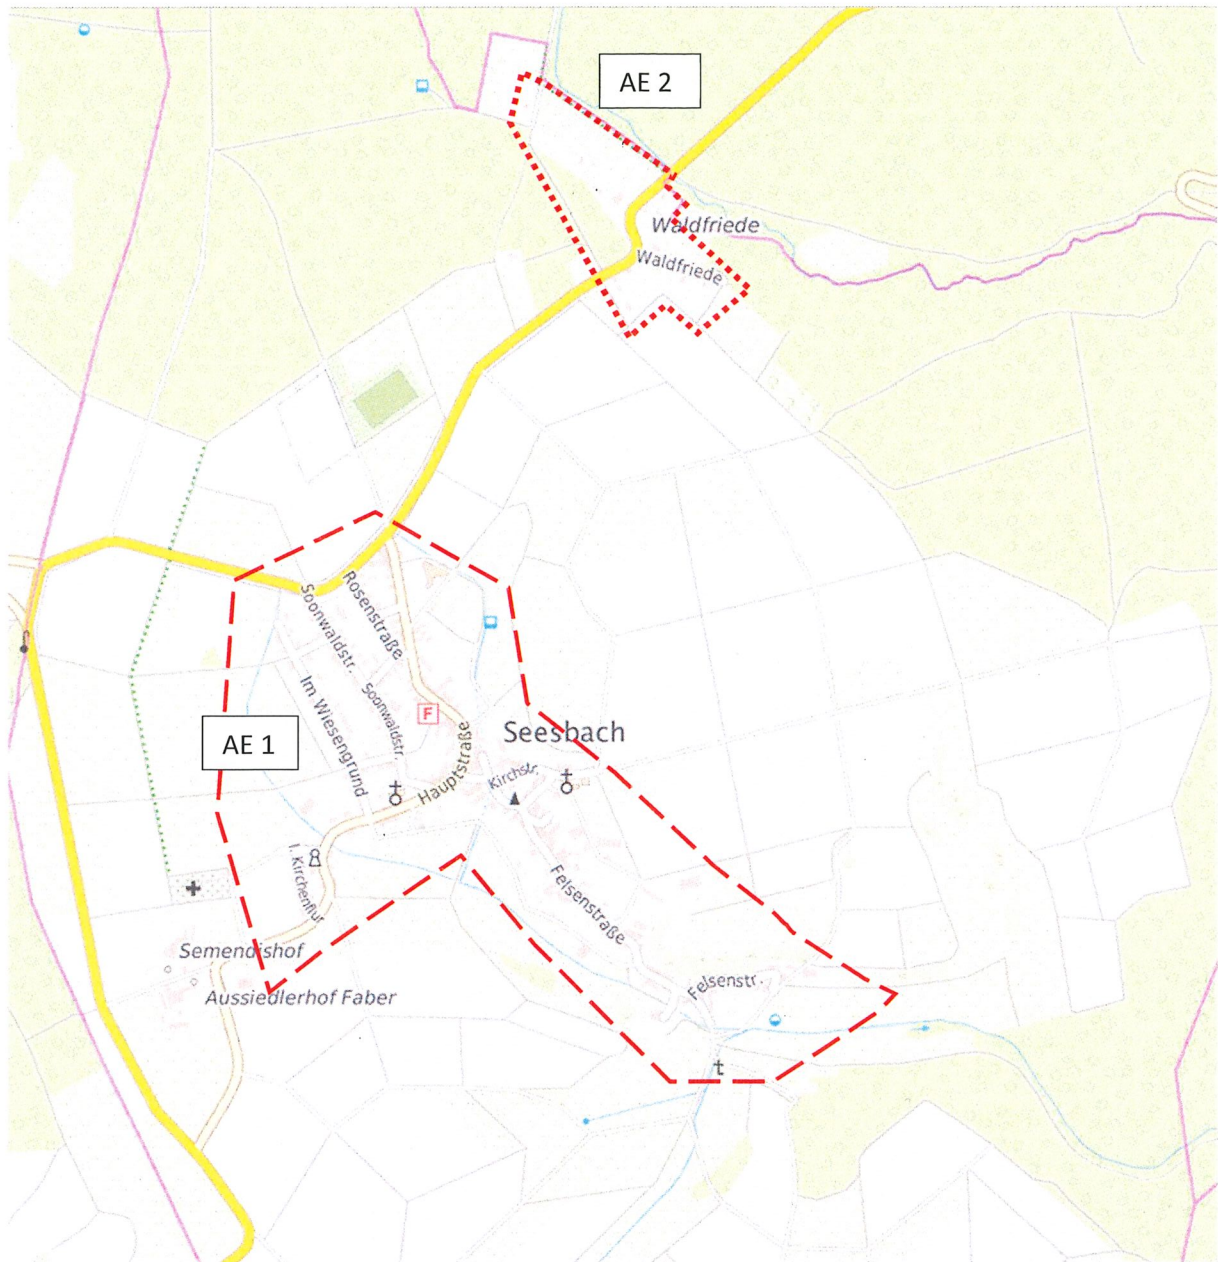 AE 2
Waldfriede
Waldfriede
Rosenstraße
Soonwaldstr.
Im Wiesengrund
Soonwaldstr.
F
Seesbach
AE 1
Hauptstraße
Kirchstr.
I. Kirchenflur
Felsenstraße
Semendishof
Felsenstr.
Aussiedlerhof Faber